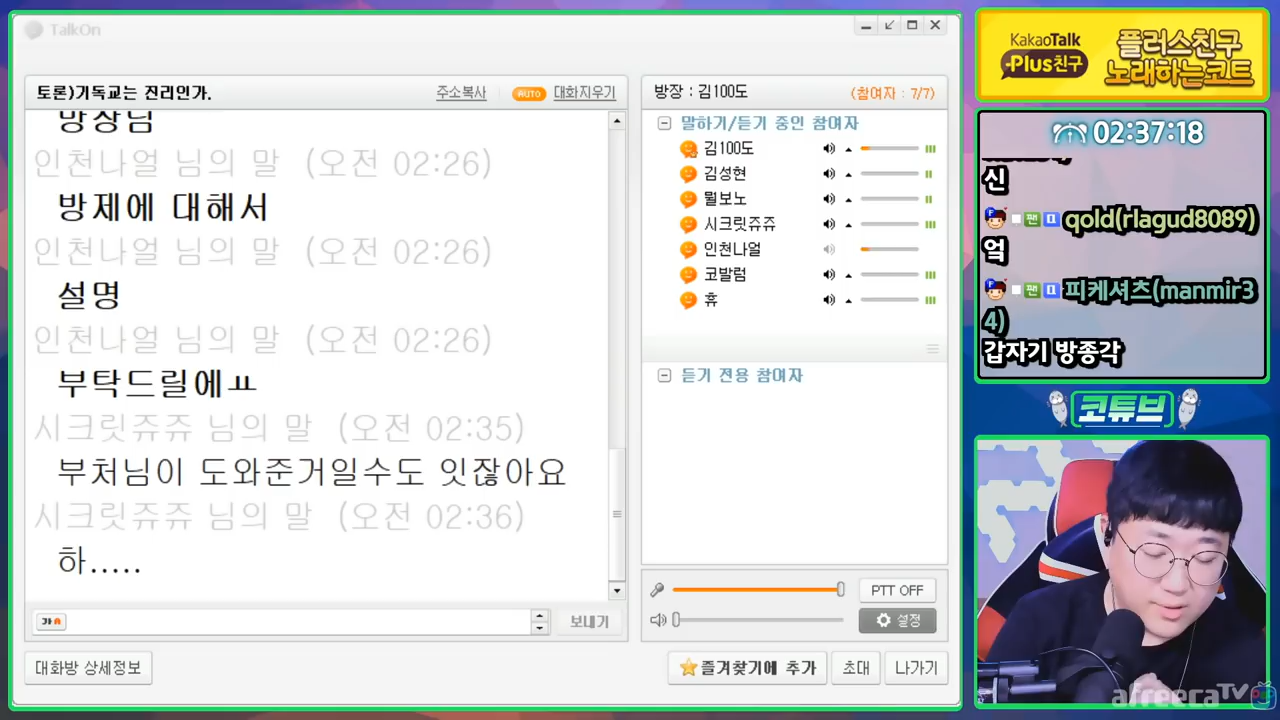 TalkOn
토론)기독교는 진리인가.
주소복사
AUTO 대화지우기
방장님
인천나얼 님의 말 (오전 02:26)
방제에 대해서
인천나얼 님의 말 (오전 02:26)
설명
인천나얼 님의 말 (오전 02:26)
부탁드릴에ㅛ
시크릿쥬쥬 님의 말 (오전 02:35)
부처님이 도와준거일수도 잇잖아요
시크릿쥬쥬 님의 말 (오전 02:36)
하.....
가A
보내기
대화방 상세정보
방장 : 김100도
(참여자 : 7/7)
말하기/듣기 중인 참여자
김100도
김성현
뭘보노
시크릿쥬쥬
인천나얼
코발럼
휴
듣기 전용 참여자
PTT OFF
설정
즐겨찾기에 추가
초대
나가기
KakaoTalk
Plus친구
플러스친구
노래하는코트
02:37:18
신
F 팬 qold(rlagud8089)
엌
F 팬 피케셔츠(manmir3
4)
갑자기 방종각
코튜브
afreecaTV